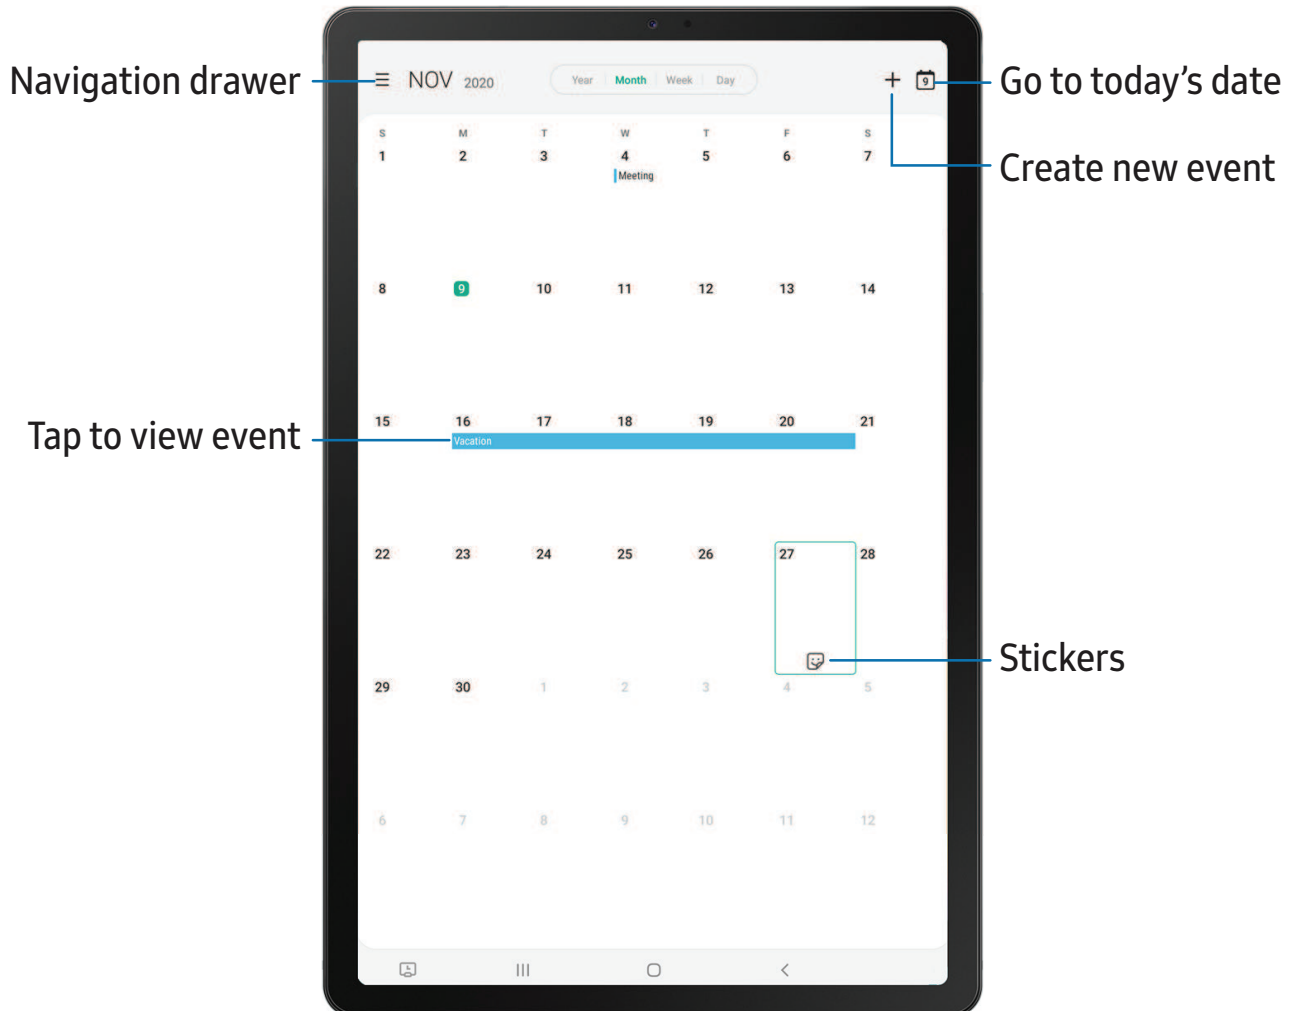 Navigation drawer
NOV 2020
Year Month Week Day
9
Go to today's date
Create new event
S M T W T F S
1 2 3 4 5 6 7
Meeting
8 9 10 11 12 13 14
15 16 17 18 19 20 21
Tap to view event
Vacation
22 23 24 25 26 27 28
Stickers
29 30 1 2 3 4 5
6 7 8 9 10 11 12